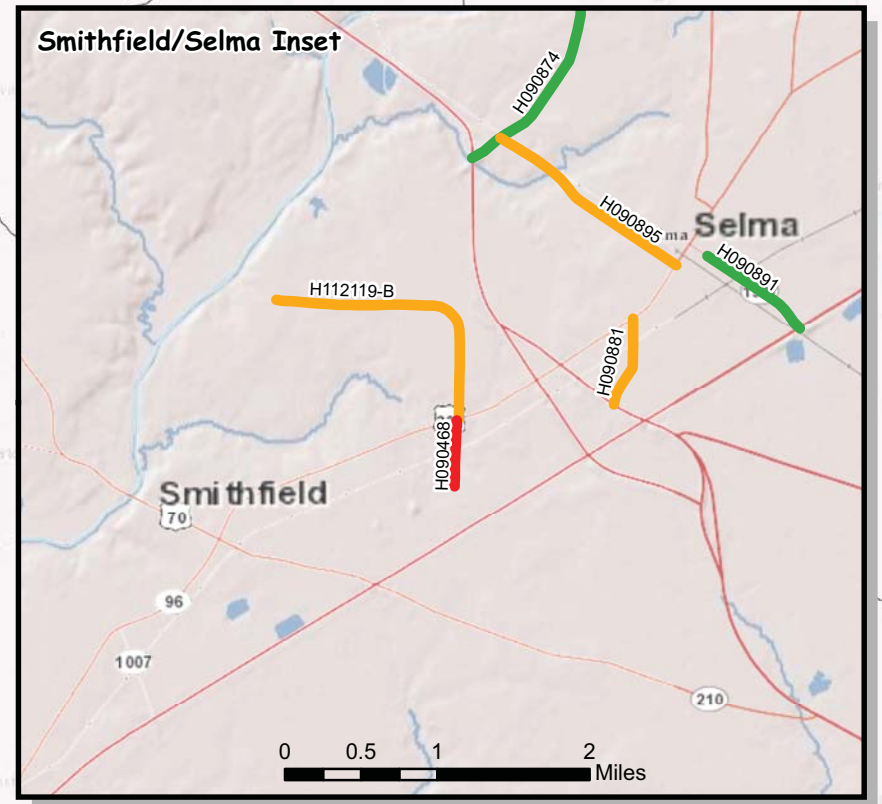 Smithfield/Selma Inset
H090874
H090895
ma
Selma
H090891
H112119-B
H090881
H090468
Smithfield
70
96
1007
210
0 0.5 1 2
Miles